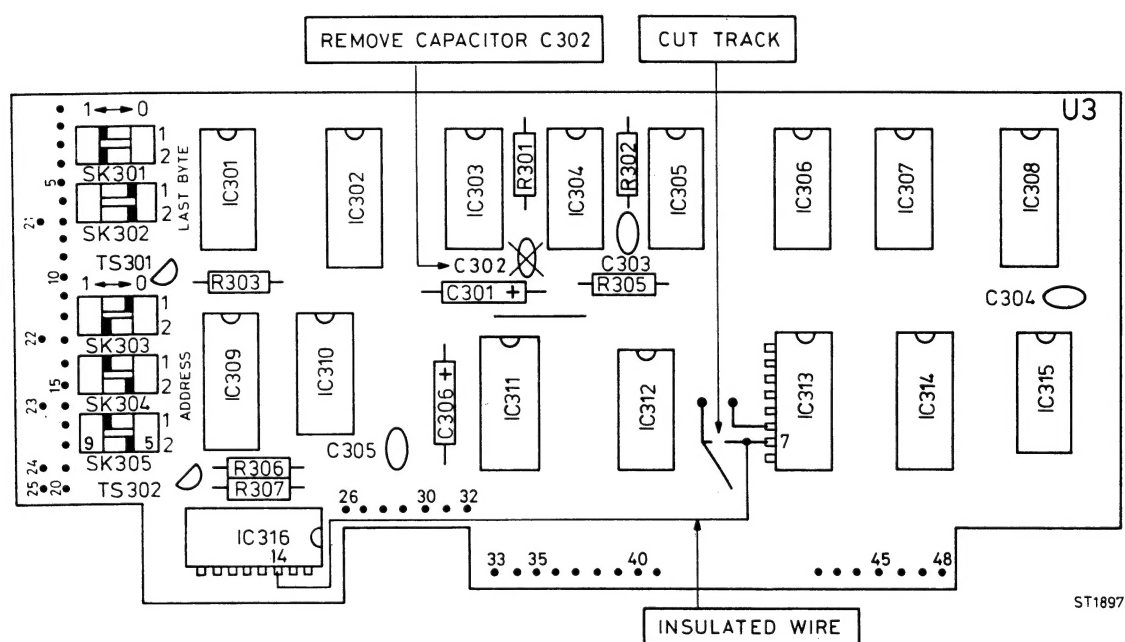 REMOVE CAPACITOR C302
CUT TRACK
U3
1 0
1
2
SK301
LAST BYTE
IC301
IC302
IC303
R301
IC304
R302
IC305
IC306
IC307
IC308
5
1
2
SK302
21
TS301
C302
C303
10
R303
C301 +
R305
C304
1 0
1
2
SK303
22
ADDRESS
IC309
IC310
IC311
IC312
IC313
IC314
IC315
1
2
SK304
15
C306 +
23
9 5
1
2
SK305
C305
7
24
R306
25
20
TS302
R307
26 30 32
IC316
14
33 35 40 45 48
ST1897
INSULATED WIRE